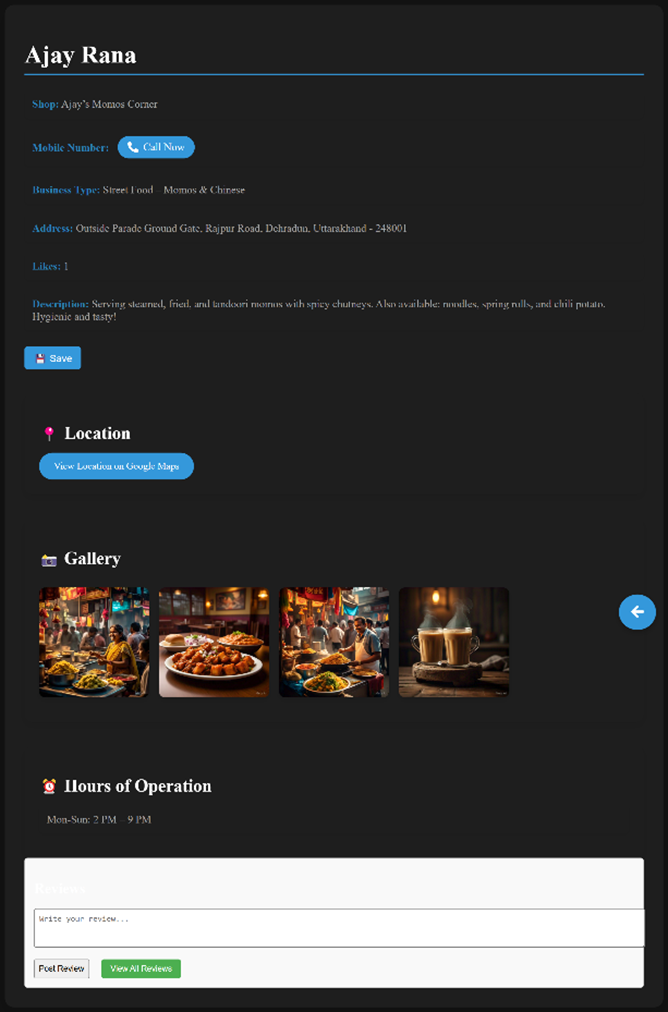 Ajay Rana
Shop: Ajay's Momos Corner
Mobile Number: Call Now
Business Type: Street Food – Momos & Chinese
Address: Outside Parade Ground Gate, Rajpur Road, Dehradun, Uttarakhand - 248001
Likes: 1
Description: Serving steamed, fried, and tandoori momos with spicy chutneys. Also available: noodles, spring rolls, and chili potato.
Hygienic and tasty!
Save
Location
View Location on Google Maps
Gallery
Hours of Operation
Mon-Sun: 2 PM – 9 PM
Reviews
Write your review...
Post Review View All Reviews